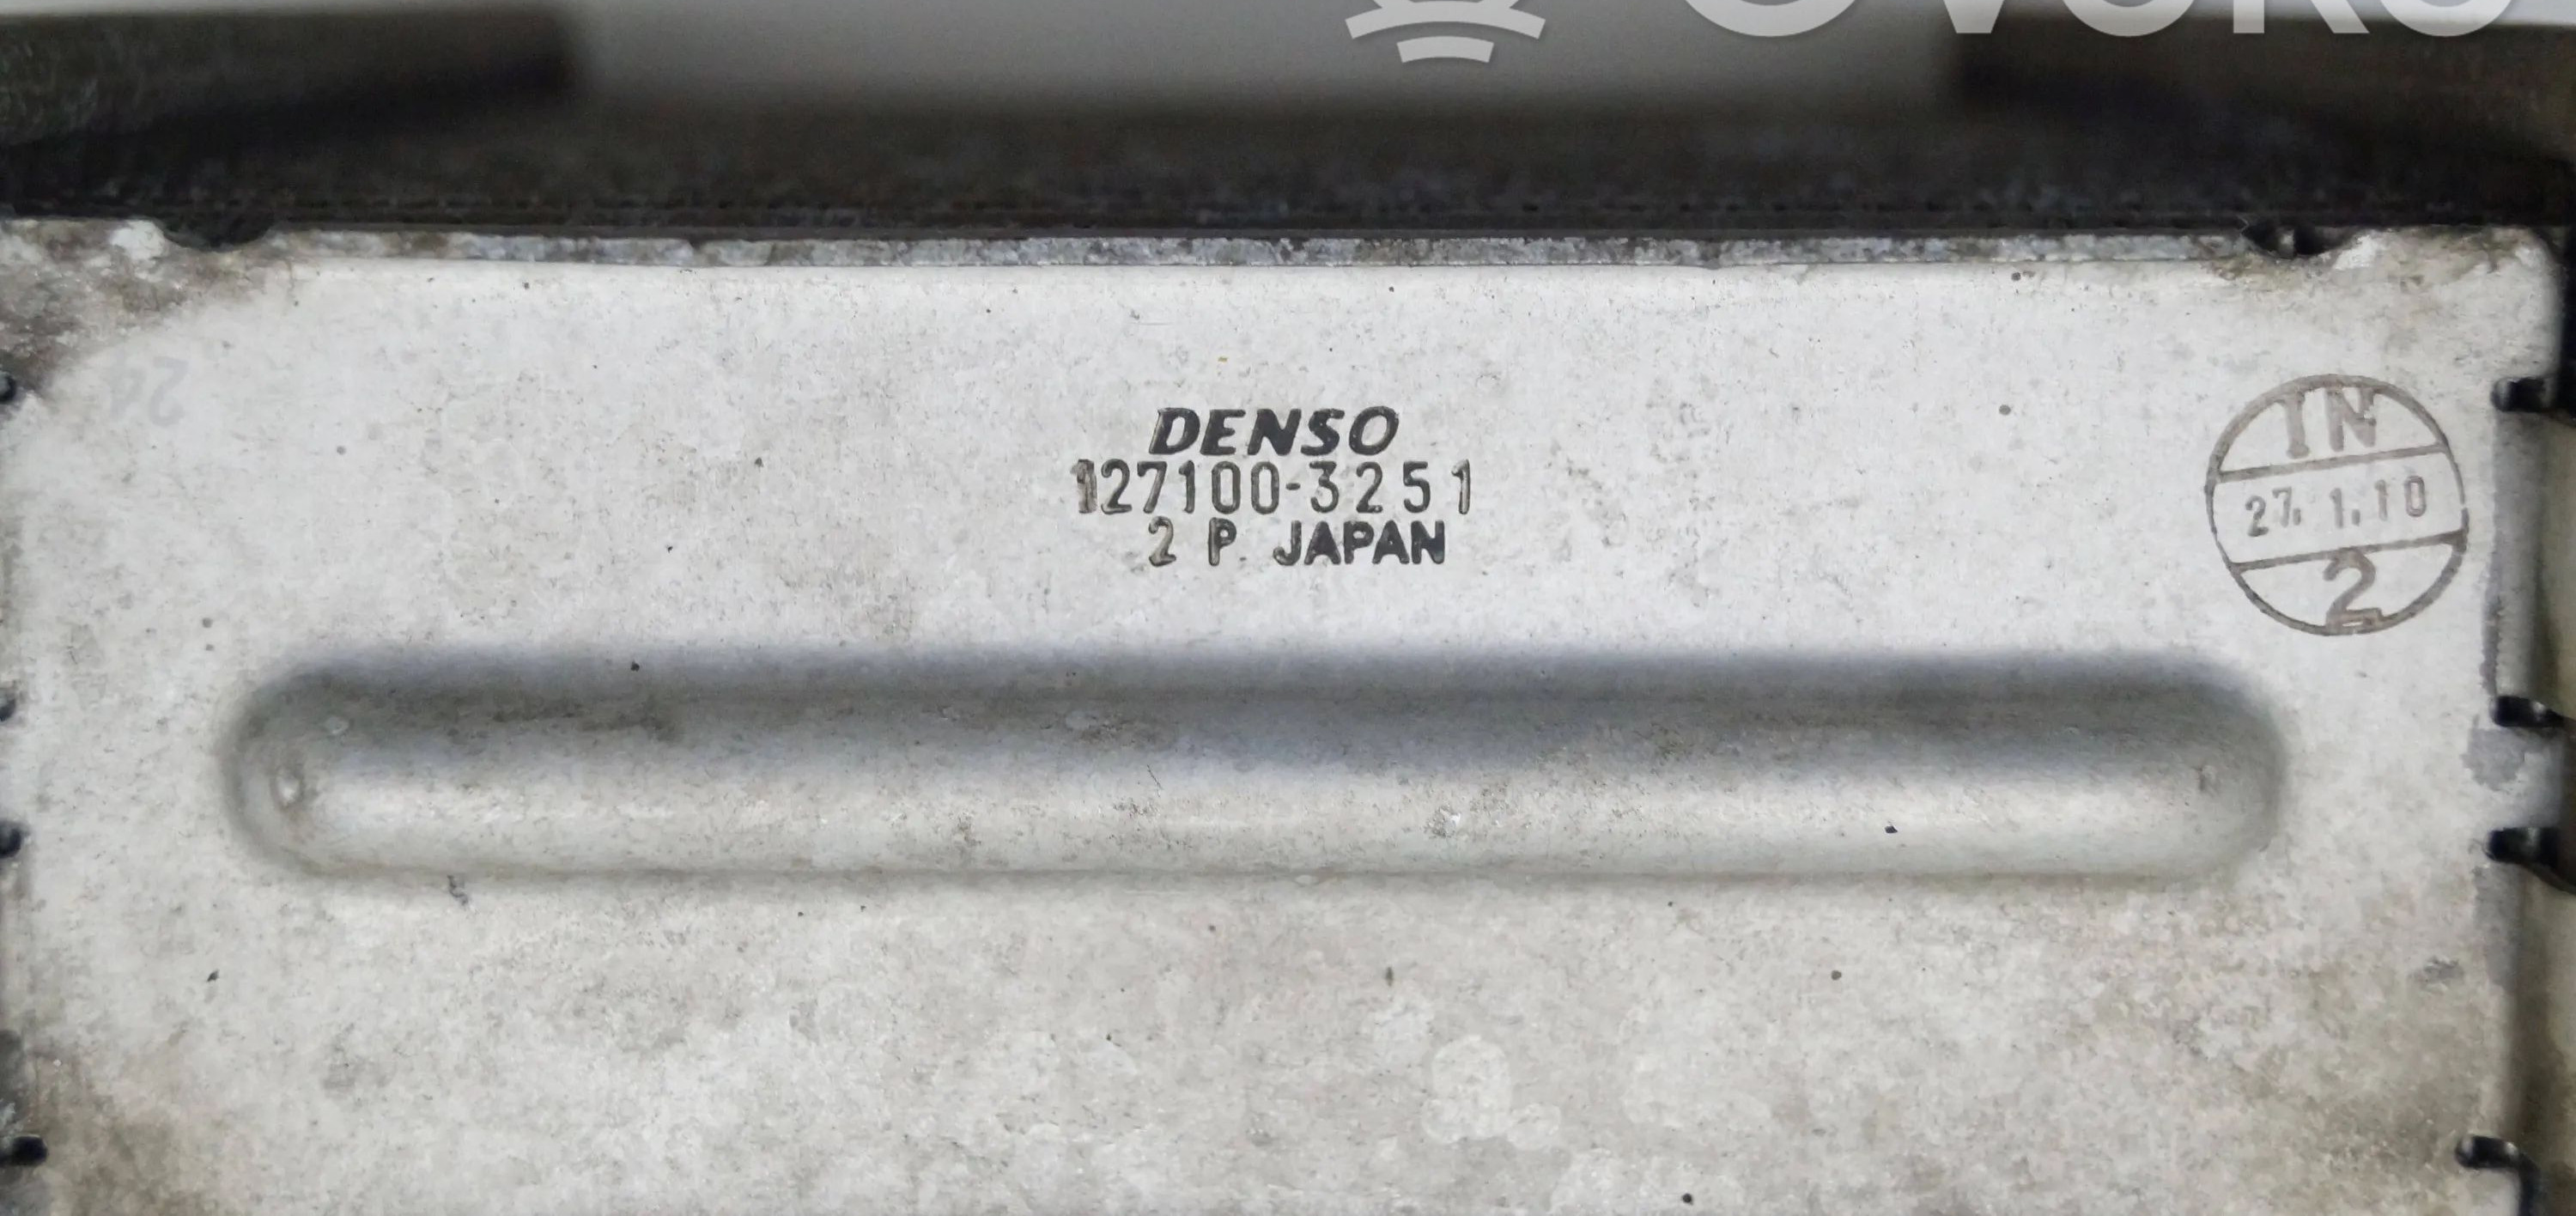 DENSO
127100-3251
2 P JAPAN
IN
27. 1.10
2